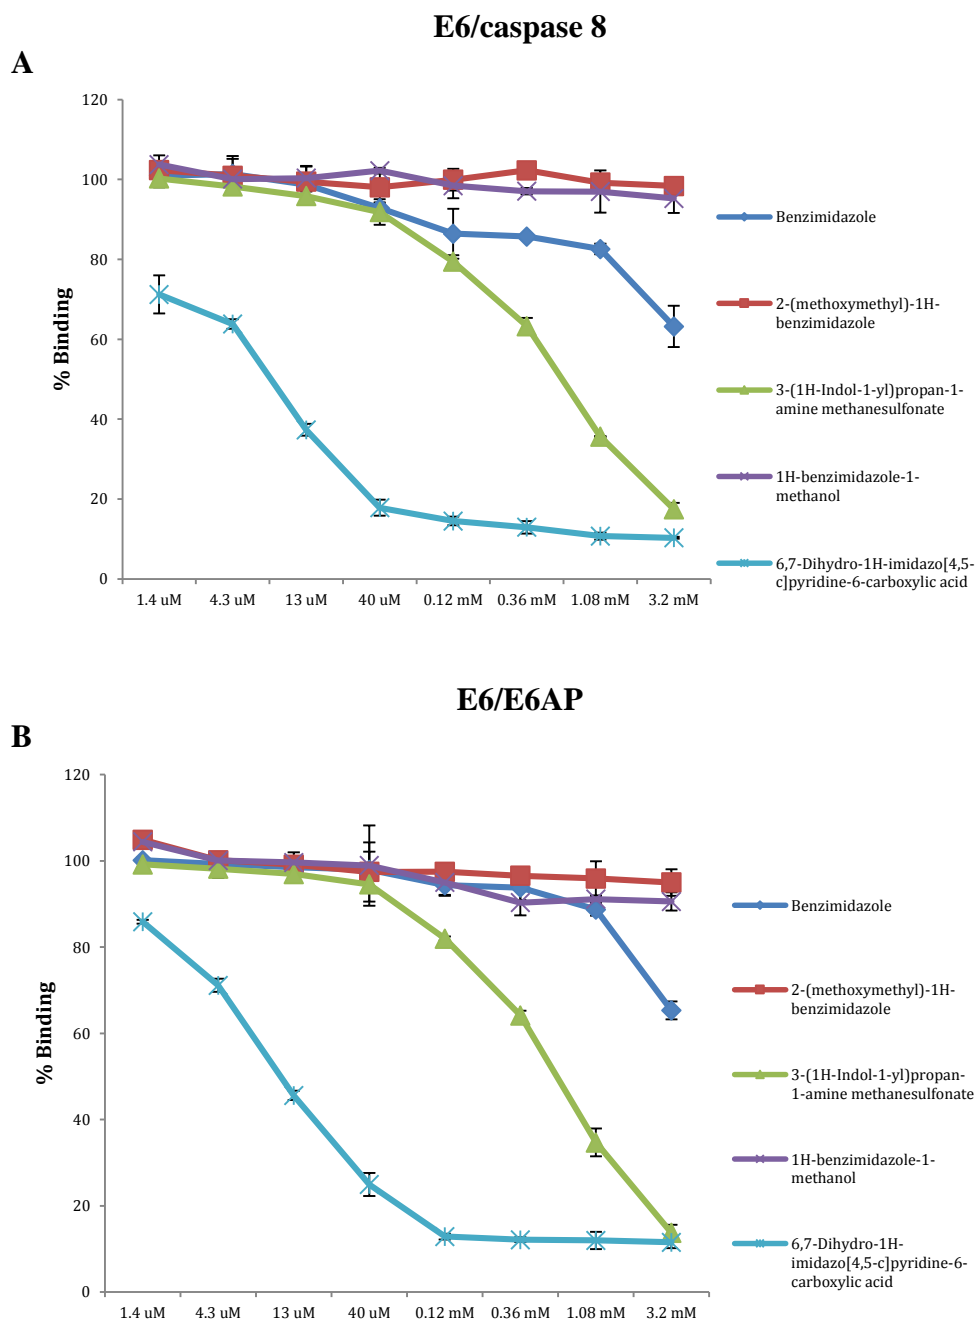 E6/caspase 8
A
120
100
80
60
40
20
0
% Binding
1.4 uM 4.3 uM 13 uM 40 uM 0.12 mM 0.36 mM 1.08 mM 3.2 mM
Benzimidazole
2-(methoxymethyl)-1H-
benzimidazole
3-(1H-Indol-1-yl)propan-1-
amine methanesulfonate
1H-benzimidazole-1-
methanol
6,7-Dihydro-1H-imidazo[4,5-
c]pyridine-6-carboxylic acid
E6/E6AP
B
120
100
80
60
40
20
0
% Binding
1.4 uM 4.3 uM 13 uM 40 uM 0.12 mM 0.36 mM 1.08 mM 3.2 mM
Benzimidazole
2-(methoxymethyl)-1H-
benzimidazole
3-(1H-Indol-1-yl)propan-
1-amine methanesulfonate
1H-benzimidazole-1-
methanol
6,7-Dihydro-1H-
imidazo[4,5-c]pyridine-6-
carboxylic acid